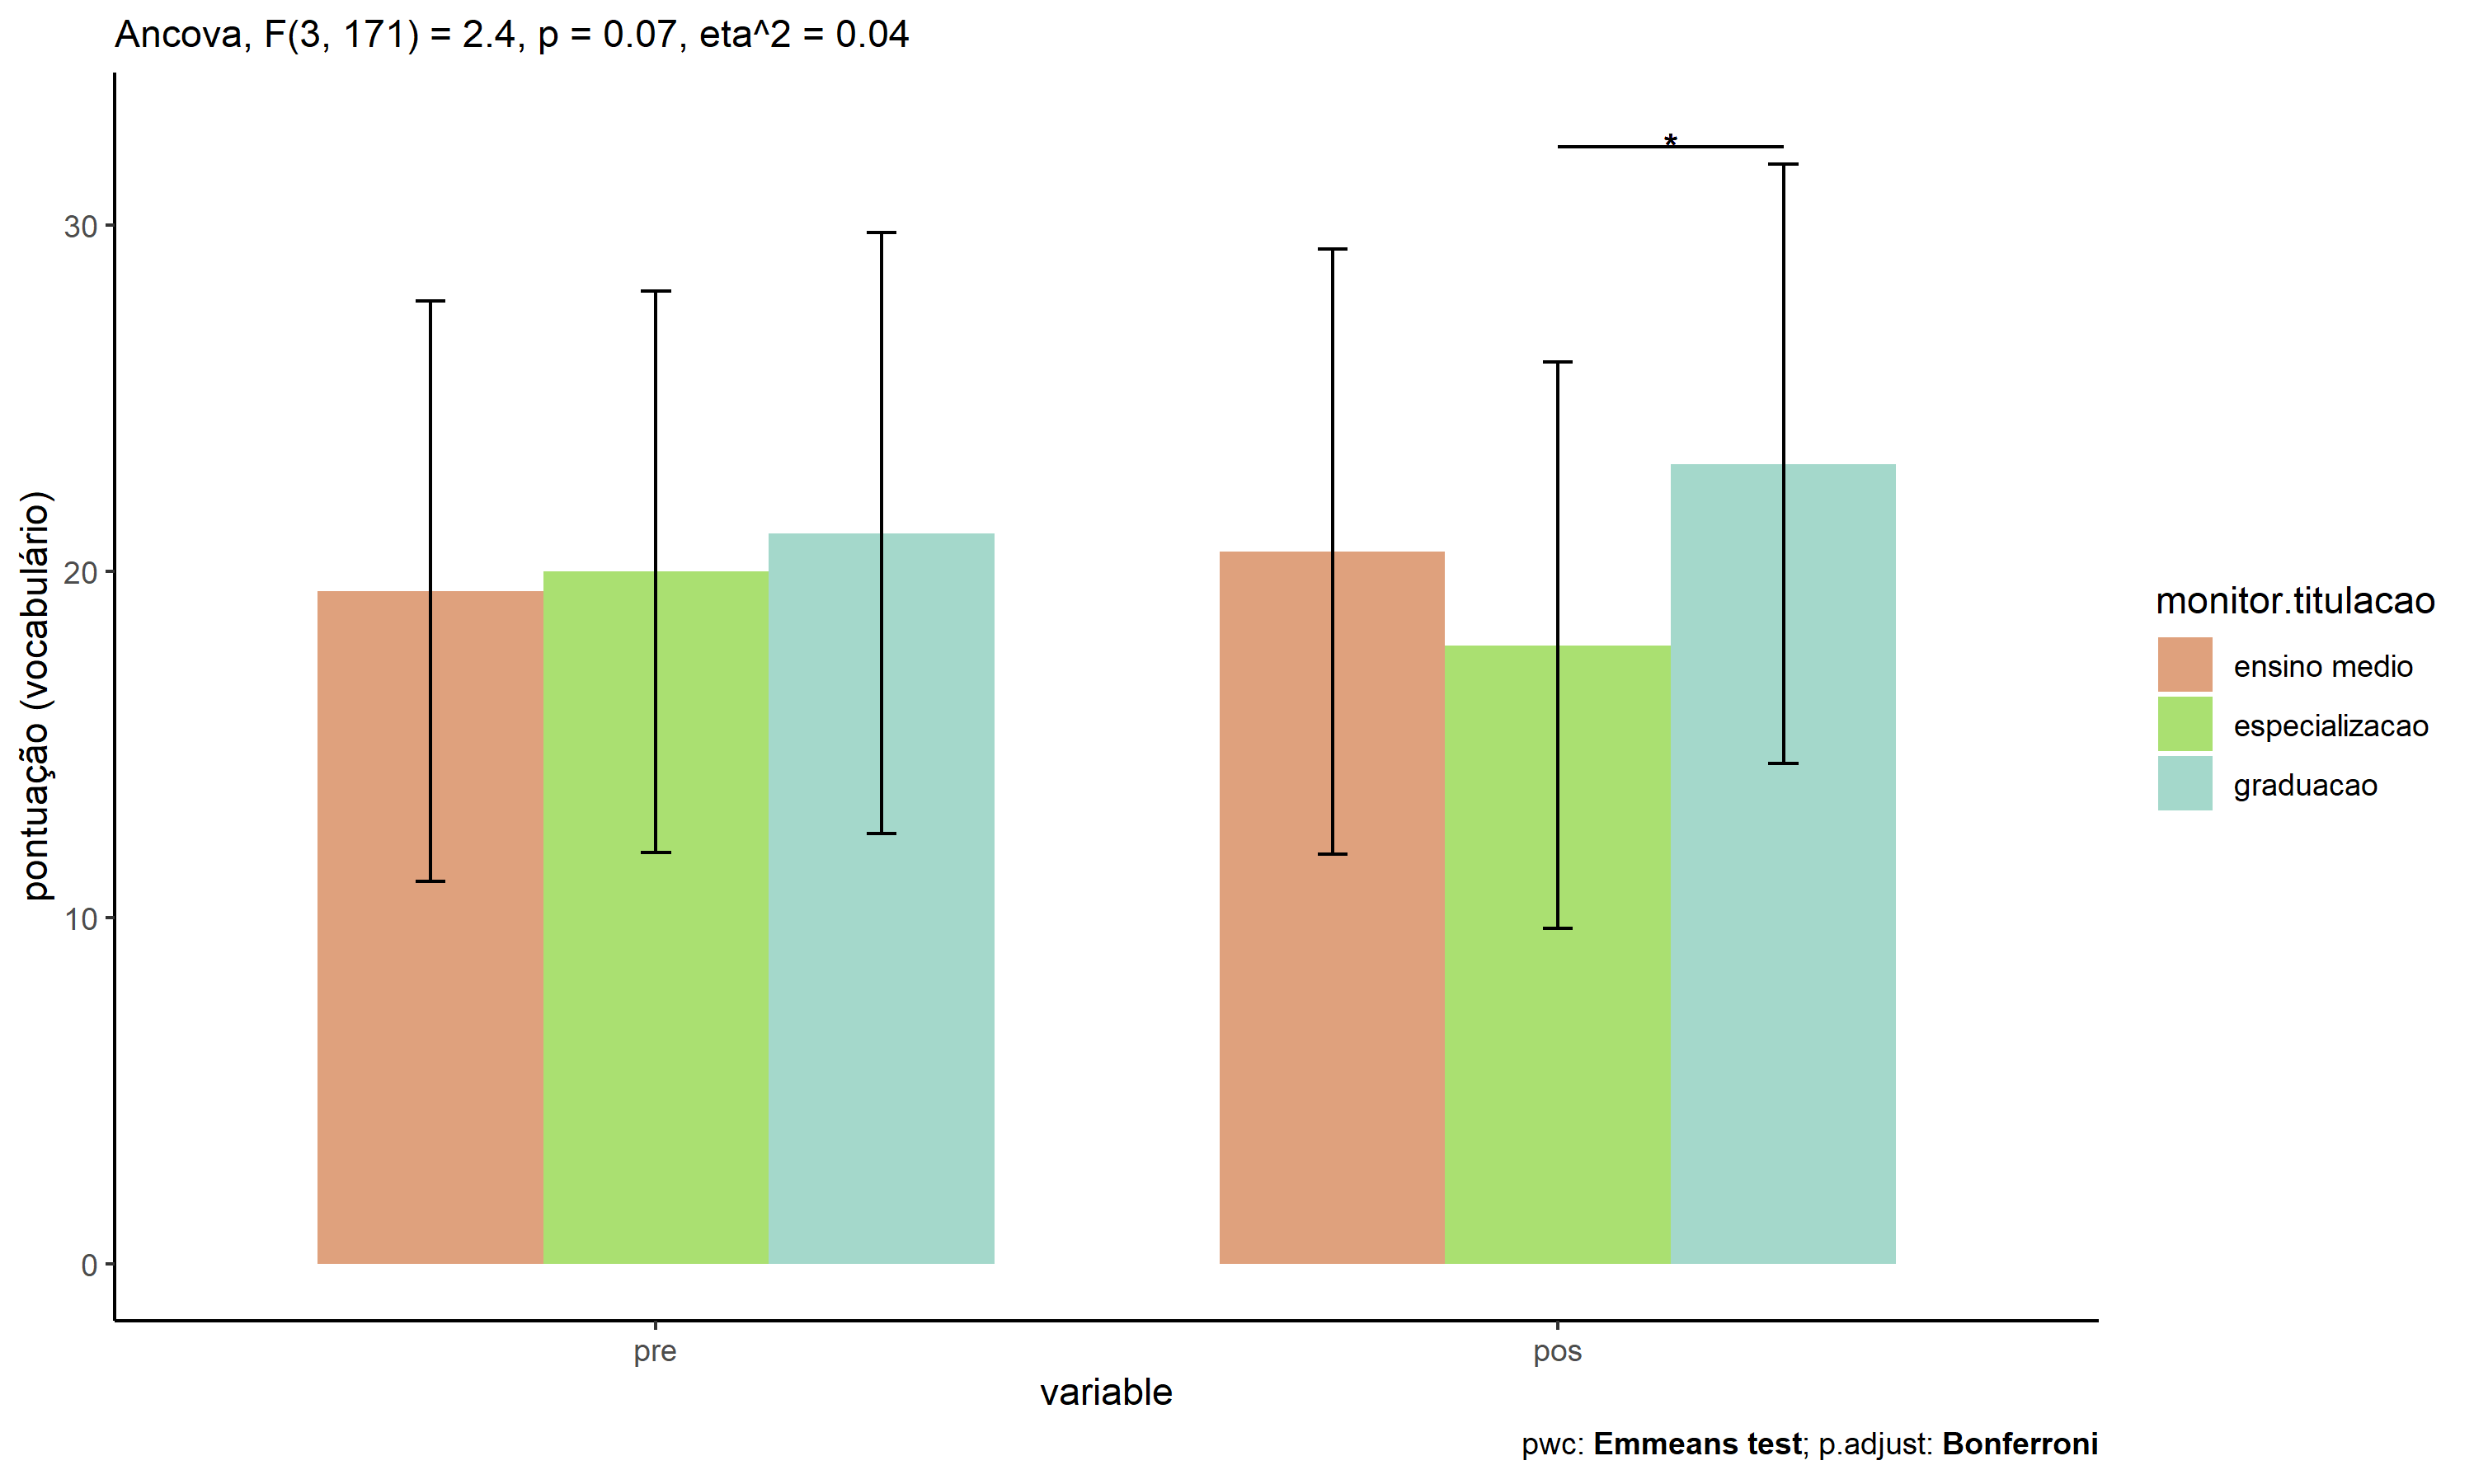 Ancova, F(3, 171) = 2.4, p = 0.07, eta^2 = 0.04
*
30
20
10
0
pontuação (vocabulário)
pre
pos
variable
monitor.titulacao
ensino medio
especializacao
graduacao
pwc: Emmeans test; p.adjust: Bonferroni